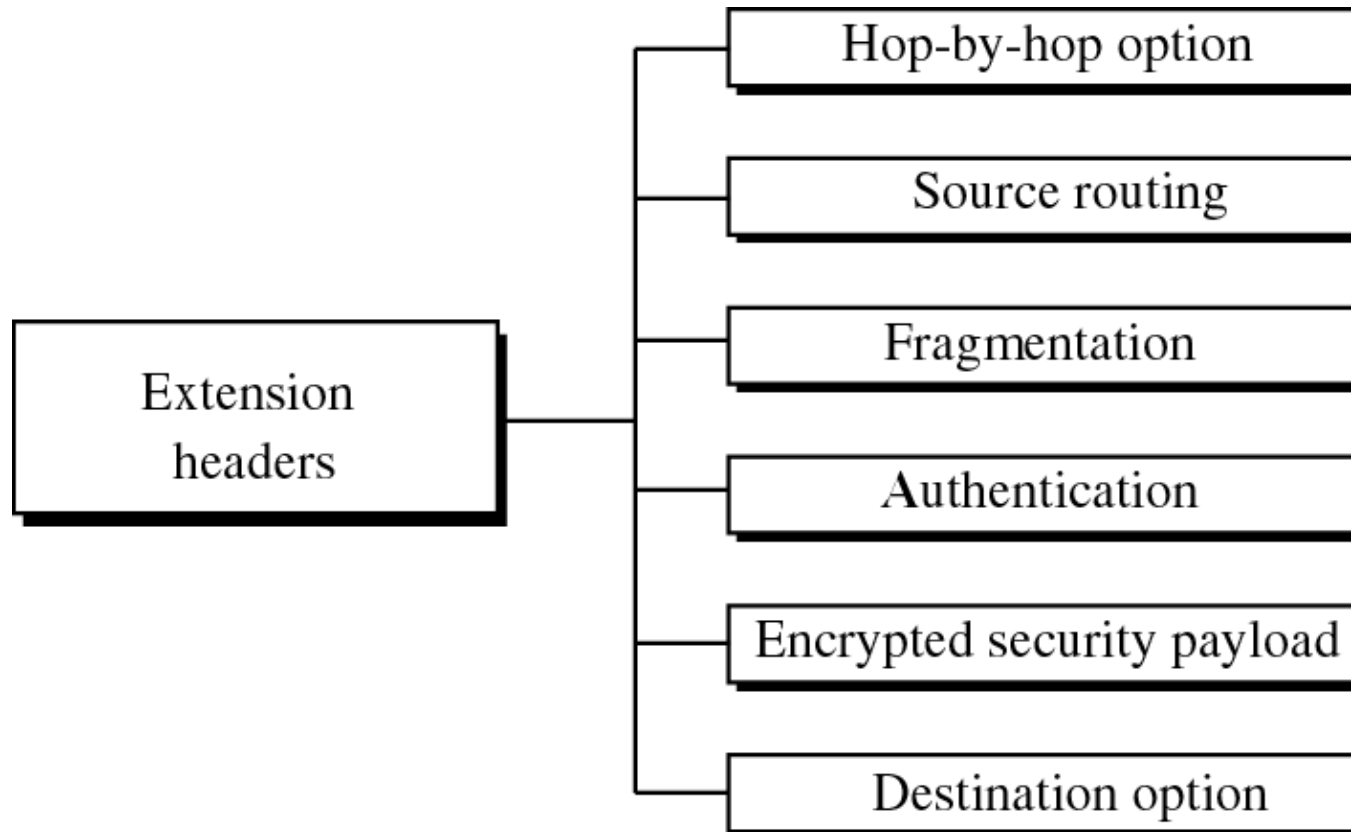 Extension
headers
Hop-by-hop option
Source routing
Fragmentation
Authentication
Encrypted security payload
Destination option